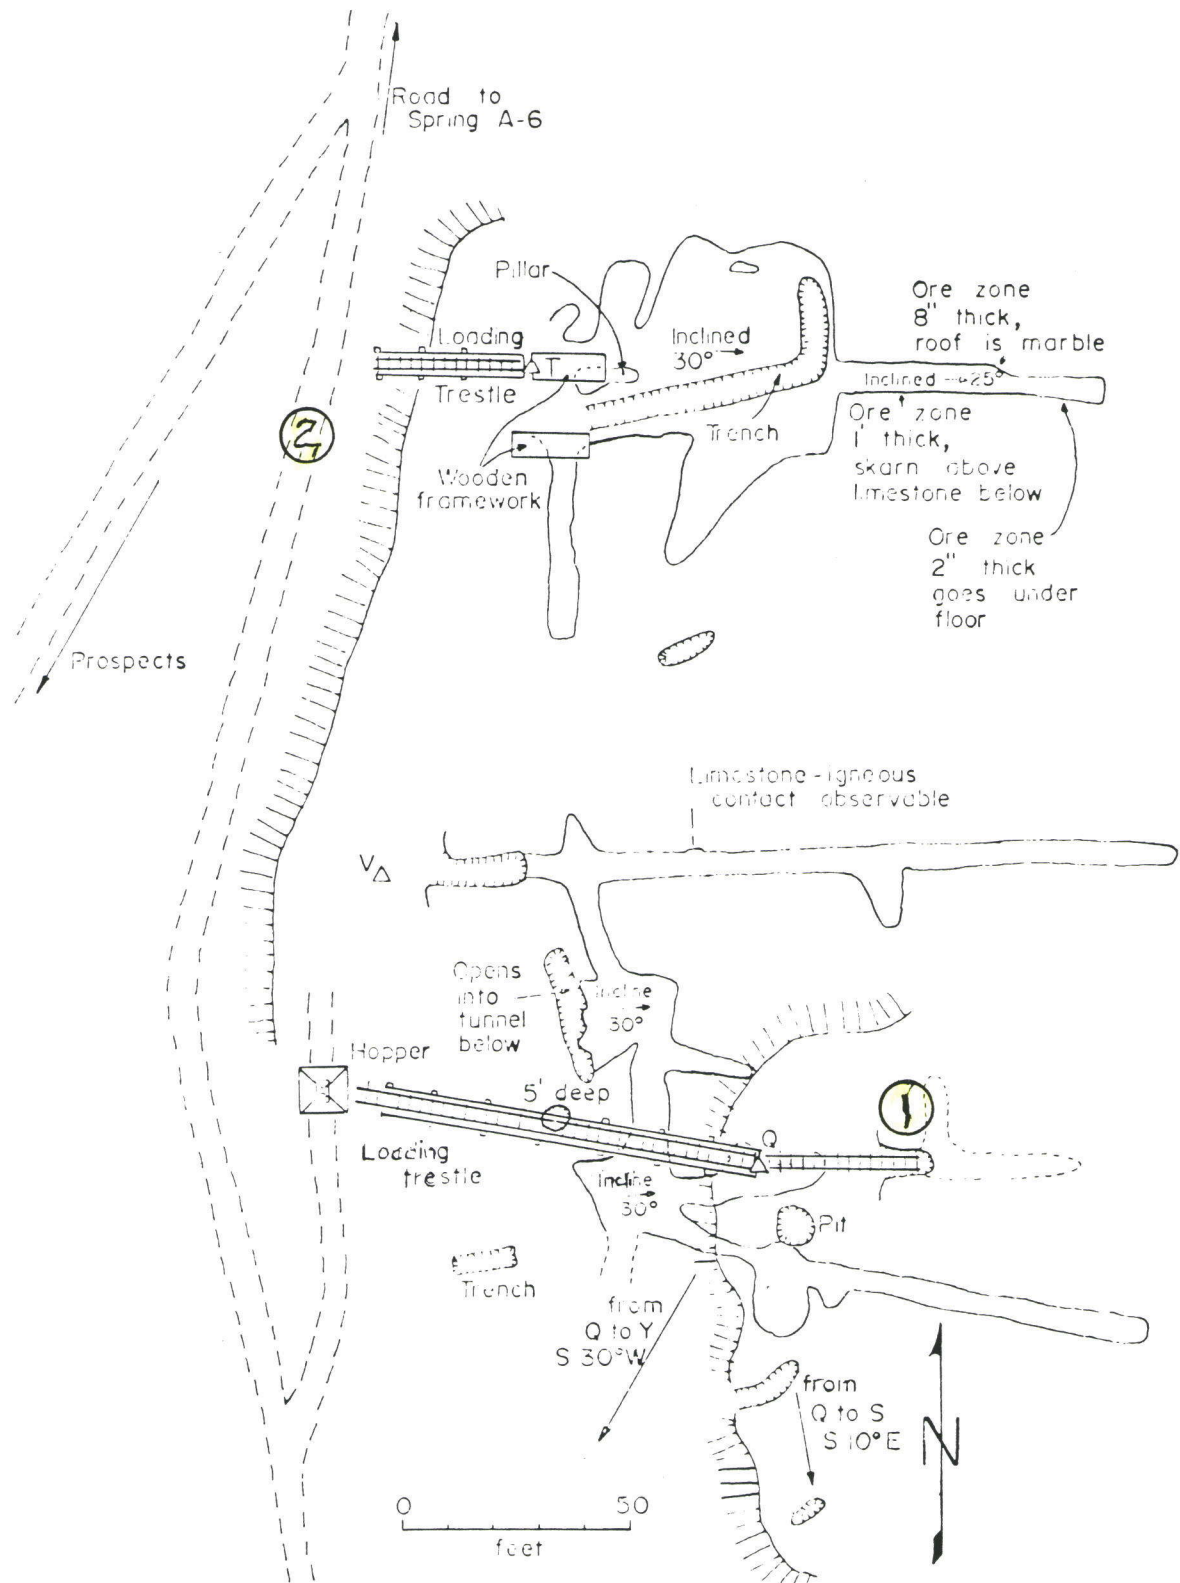 Road to
Spring A-6
Pillar
Loading
T
Trestle
Inclined
30°
Ore zone
8" thick,
roof is marble
Inclined 25°
2
Trench
Ore zone
1' thick,
skarn above
limestone below
Wooden
framework
Ore zone
2" thick
goes under
floor
Prospects
Limestone-igneous
contact observable
V
Opens
into
tunnel
below
Incline
30°
Hopper
5' deep
1
Q
Loading
trestle
Incline
30°
Pit
Trench
from
Q to Y
S 30° W
from
Q to S
S 10° E
N
0 50
feet